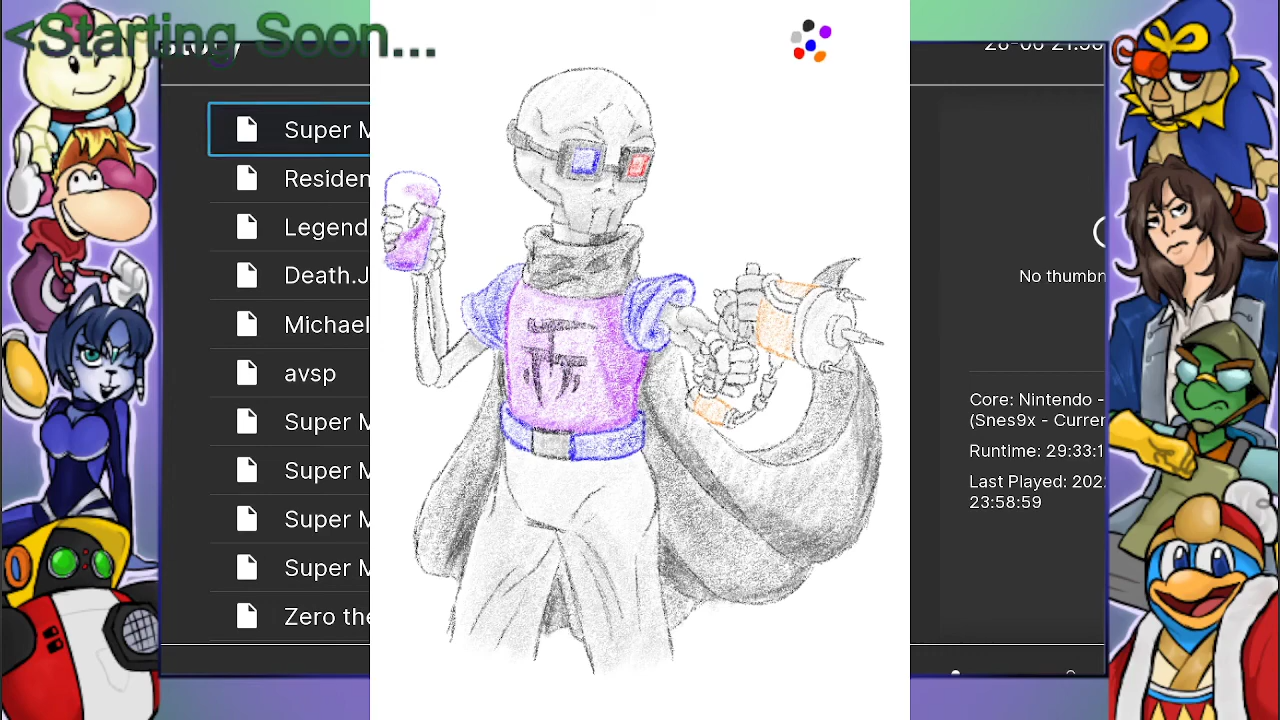 <Starting Soon...
story
Super M
Residen
Legend
Death.J
Michael
avsp
Super M
Super M
Super M
Super M
Zero the
No thumbn
Core: Nintendo -
(Snes9x - Curren
Runtime: 29:33:1
Last Played: 202
23:58:59